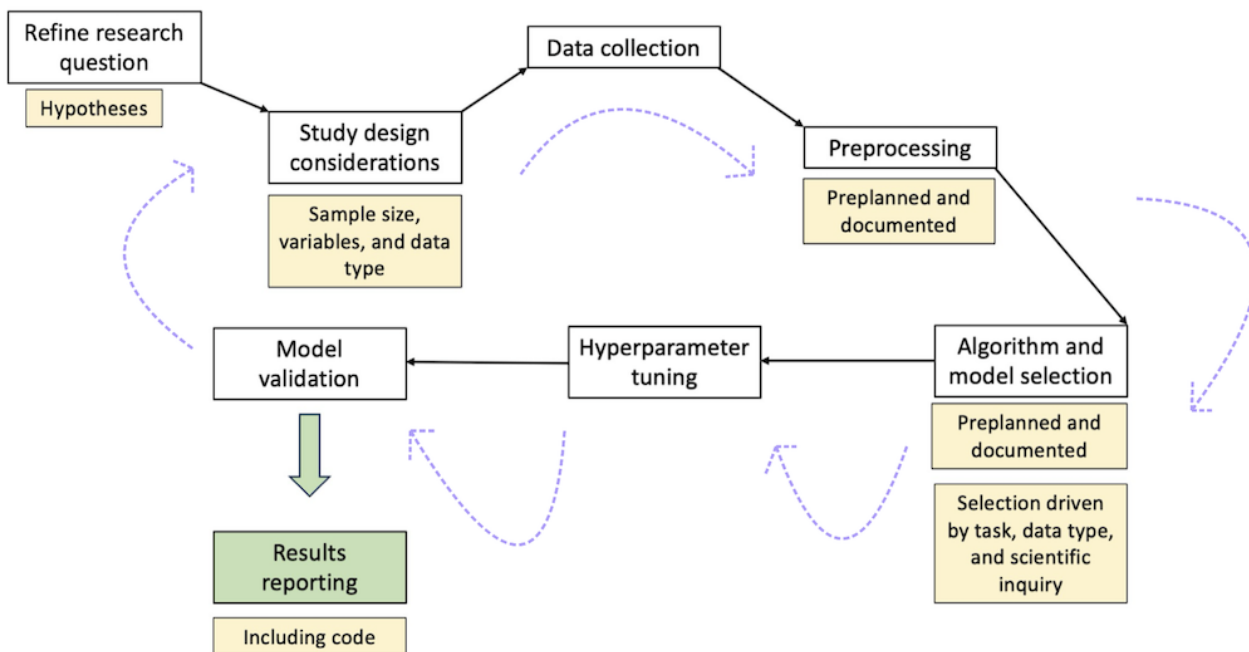 Refine research
question
Hypotheses
Study design
considerations
Sample size,
variables, and data
type
Data collection
Preprocessing
Preplanned and
documented
Algorithm and
model selection
Preplanned and
documented
Selection driven
by task, data type,
and scientific
inquiry
Hyperparameter
tuning
Model
validation
Results
reporting
Including code